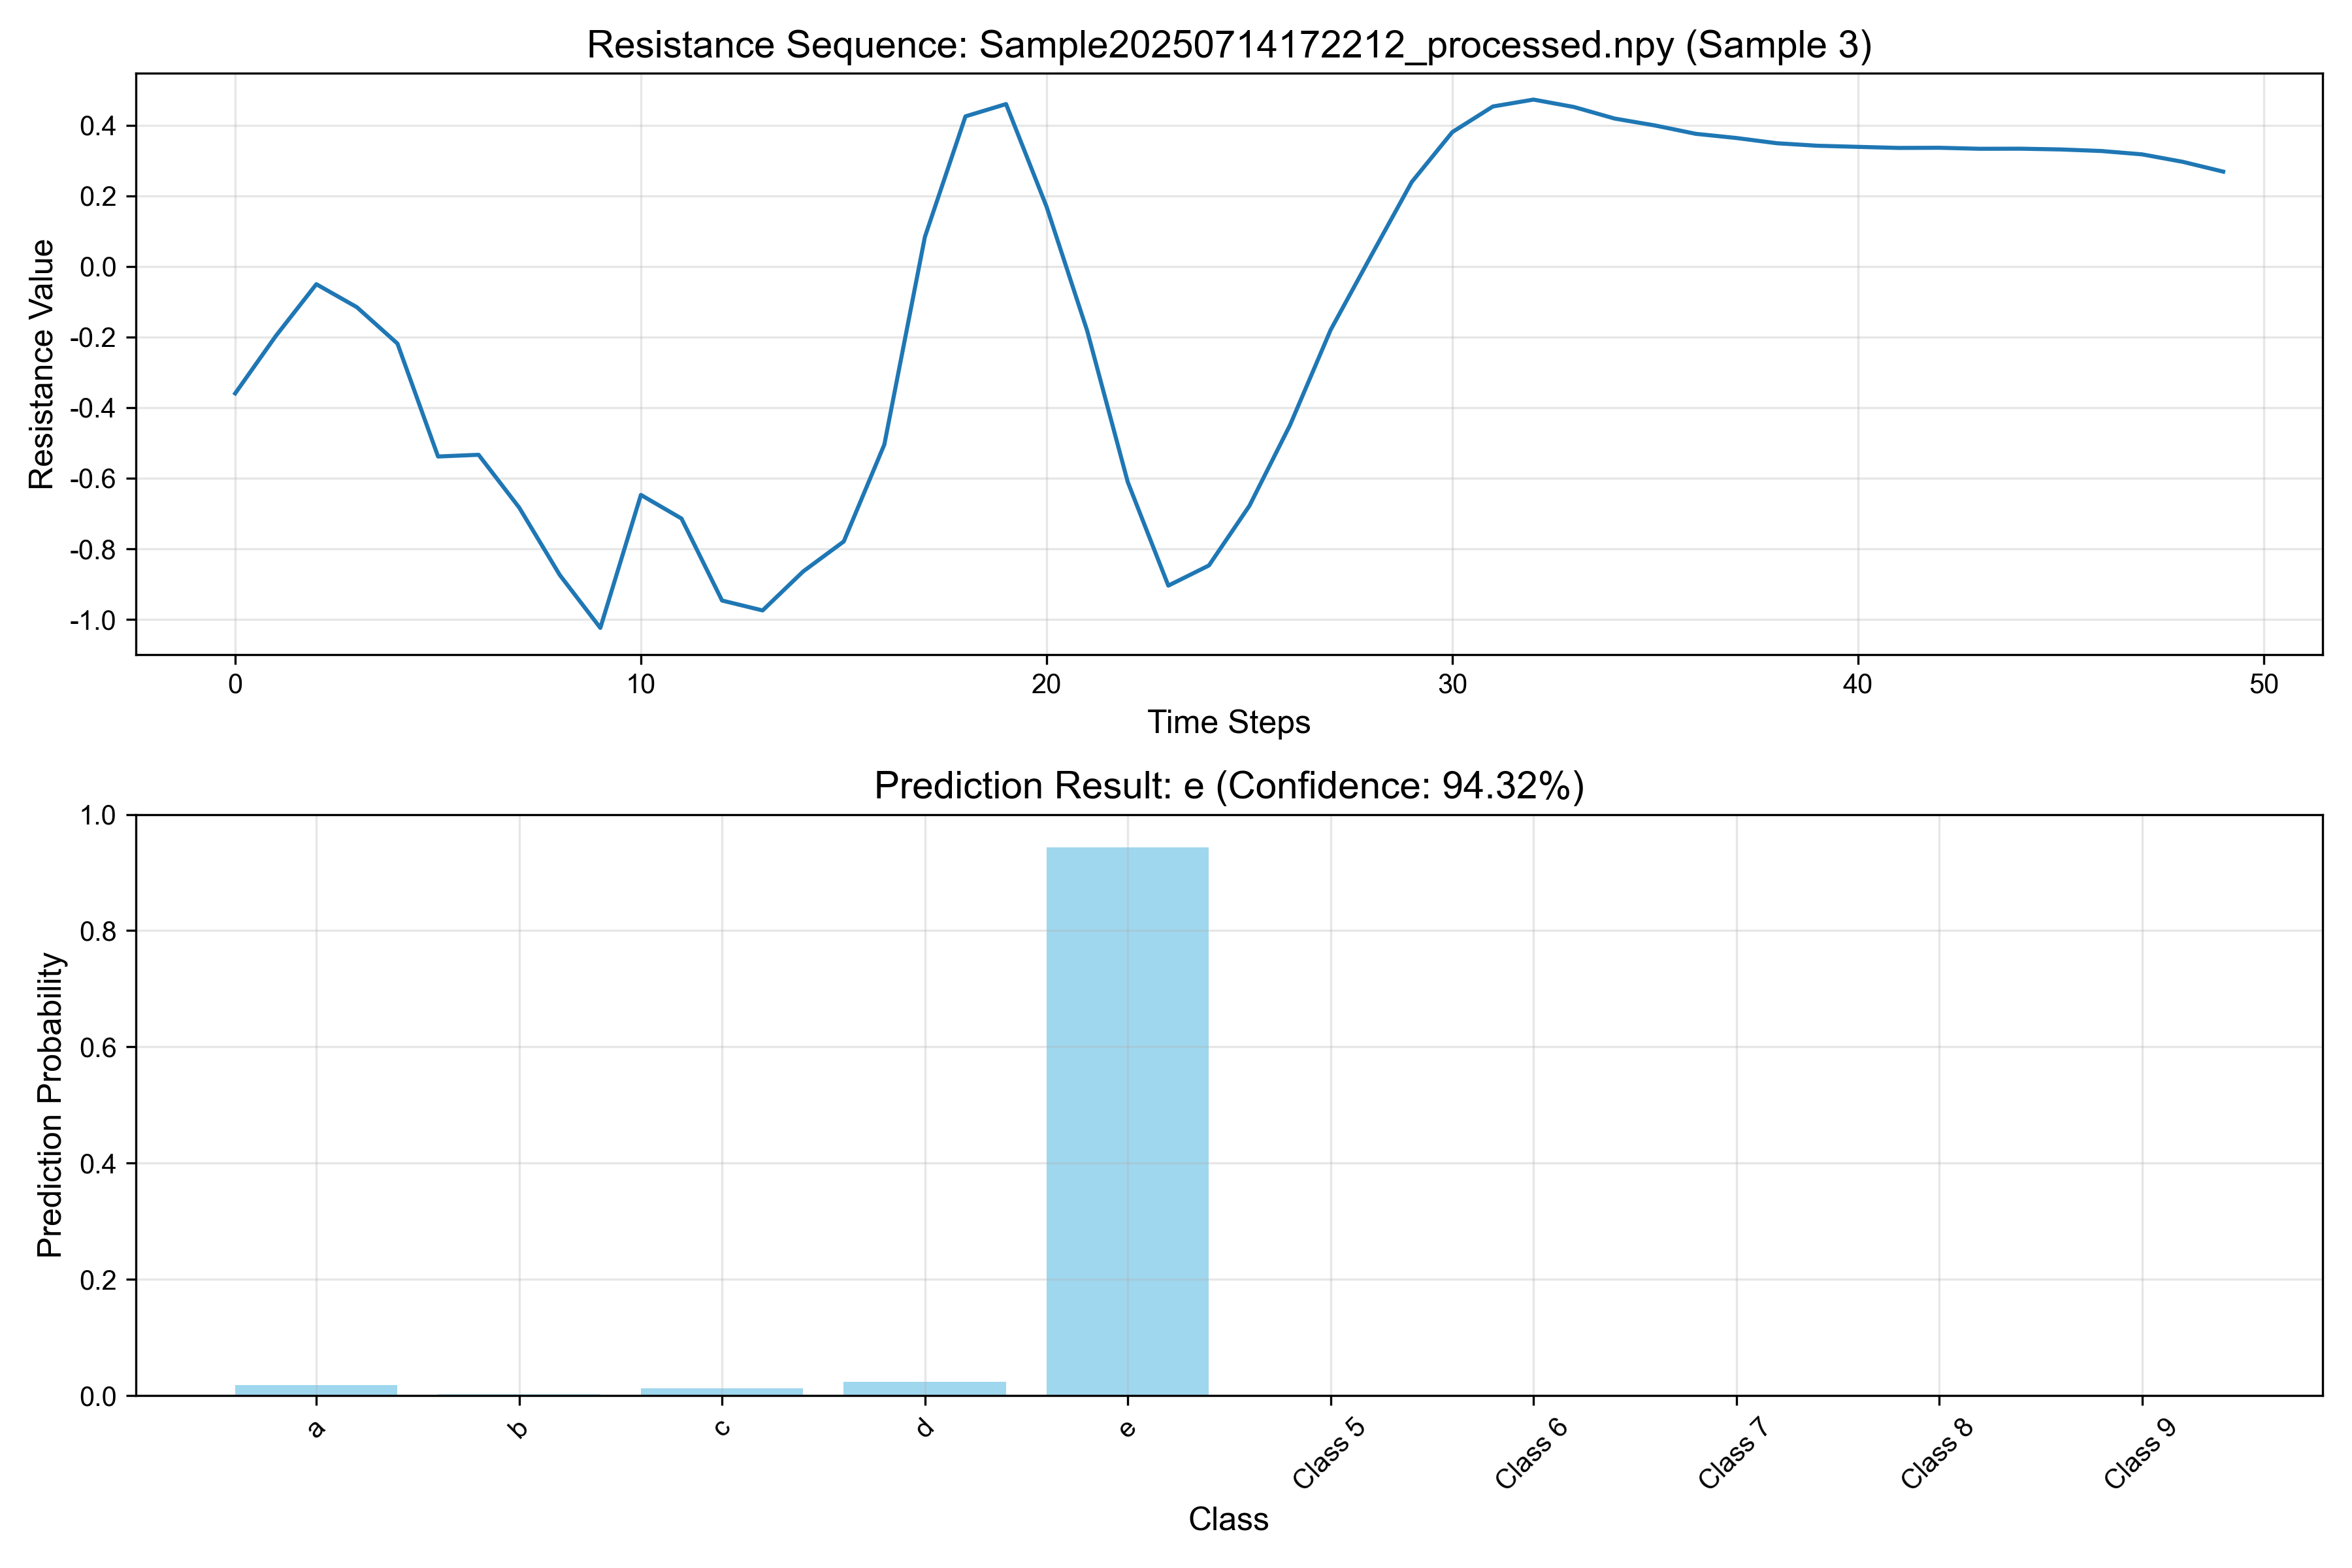 Resistance Sequence: Sample20250714172212_processed.npy (Sample 3)
Resistance Value
0.4
0.2
0.0
-0.2
-0.4
-0.6
-0.8
-1.0
0 10 20 30 40 50
Time Steps
Prediction Result: e (Confidence: 94.32%)
Prediction Probability
1.0
0.8
0.6
0.4
0.2
0.0
a b c d e Class 5 Class 6 Class 7 Class 8 Class 9
Class